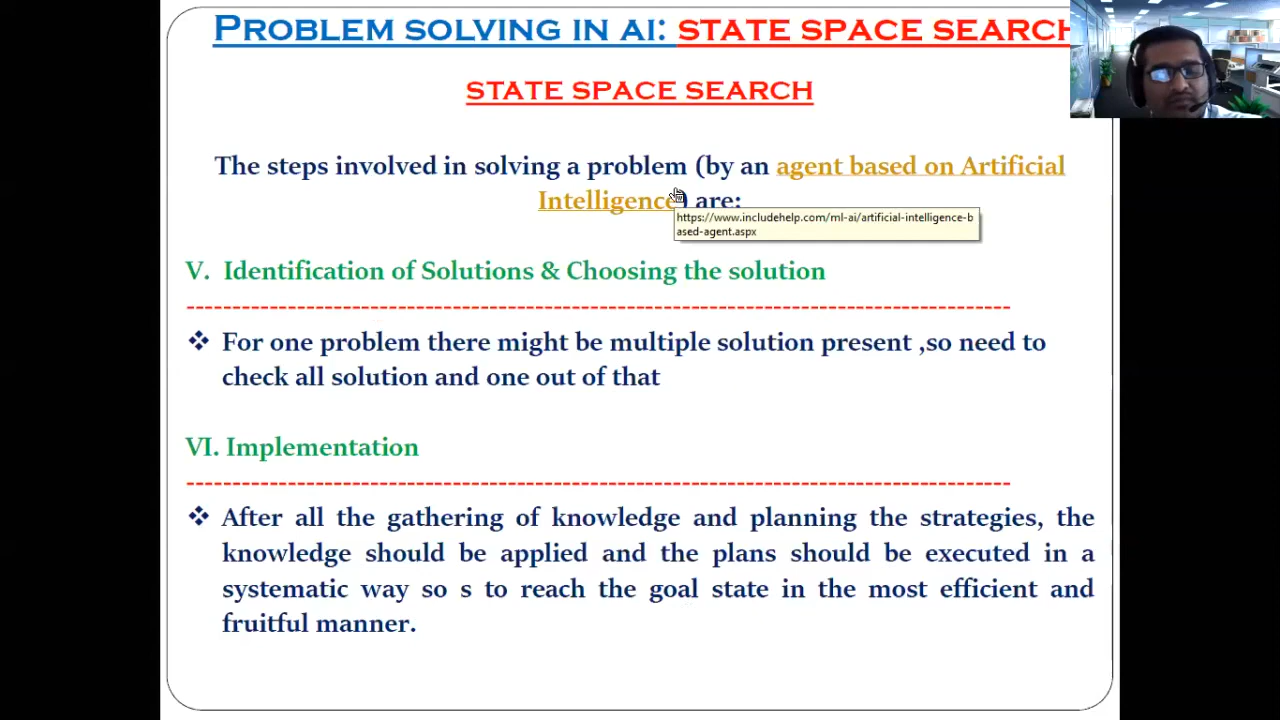 PROBLEM SOLVING IN AI: STATE SPACE SEARCH
STATE SPACE SEARCH
The steps involved in solving a problem (by an agent based on Artificial
Intelligence) are:
https://www.includehelp.com/ml-ai/artificial-intelligence-b
ased-agent.aspx
V. Identification of Solutions & Choosing the solution
--------------------------------------------------------------------------------------------
❖ For one problem there might be multiple solution present ,so need to
check all solution and one out of that
VI. Implementation
--------------------------------------------------------------------------------------------
❖ After all the gathering of knowledge and planning the strategies, the
knowledge should be applied and the plans should be executed in a
systematic way so s to reach the goal state in the most efficient and
fruitful manner.